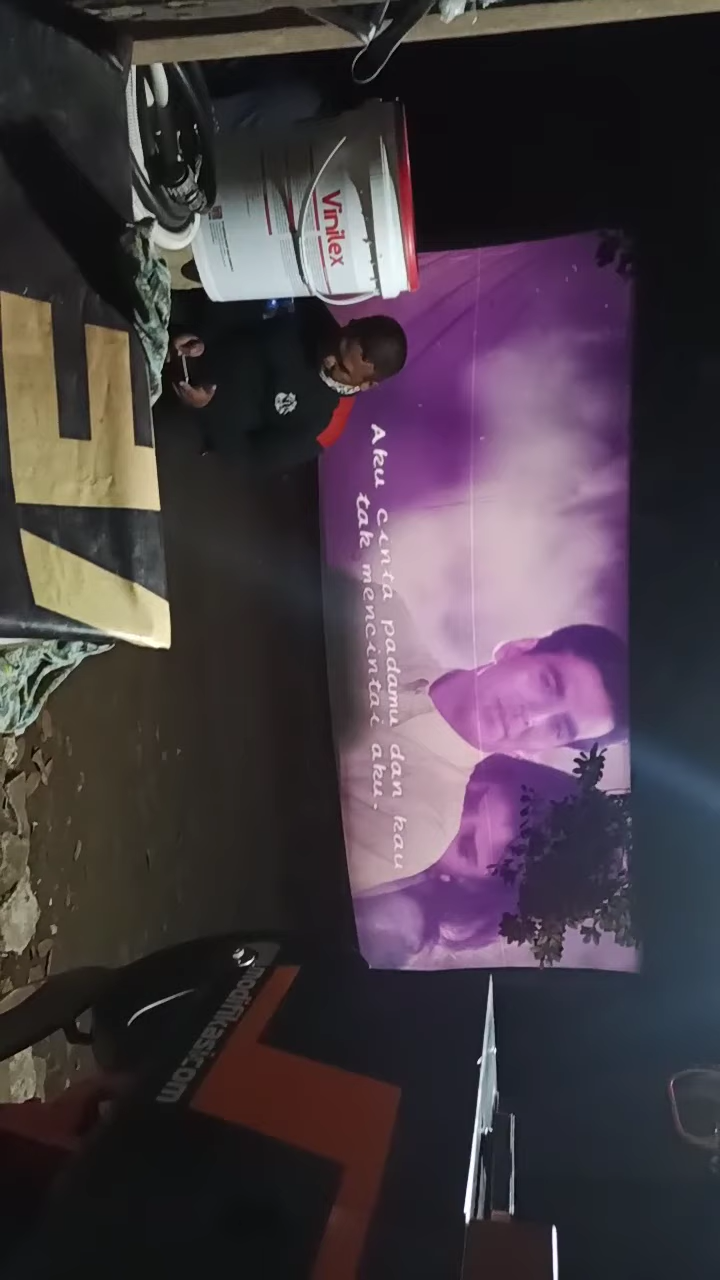 Vinilex
Aku cinta padamu dan kau
tak mencintai aku.
modifikasi.com